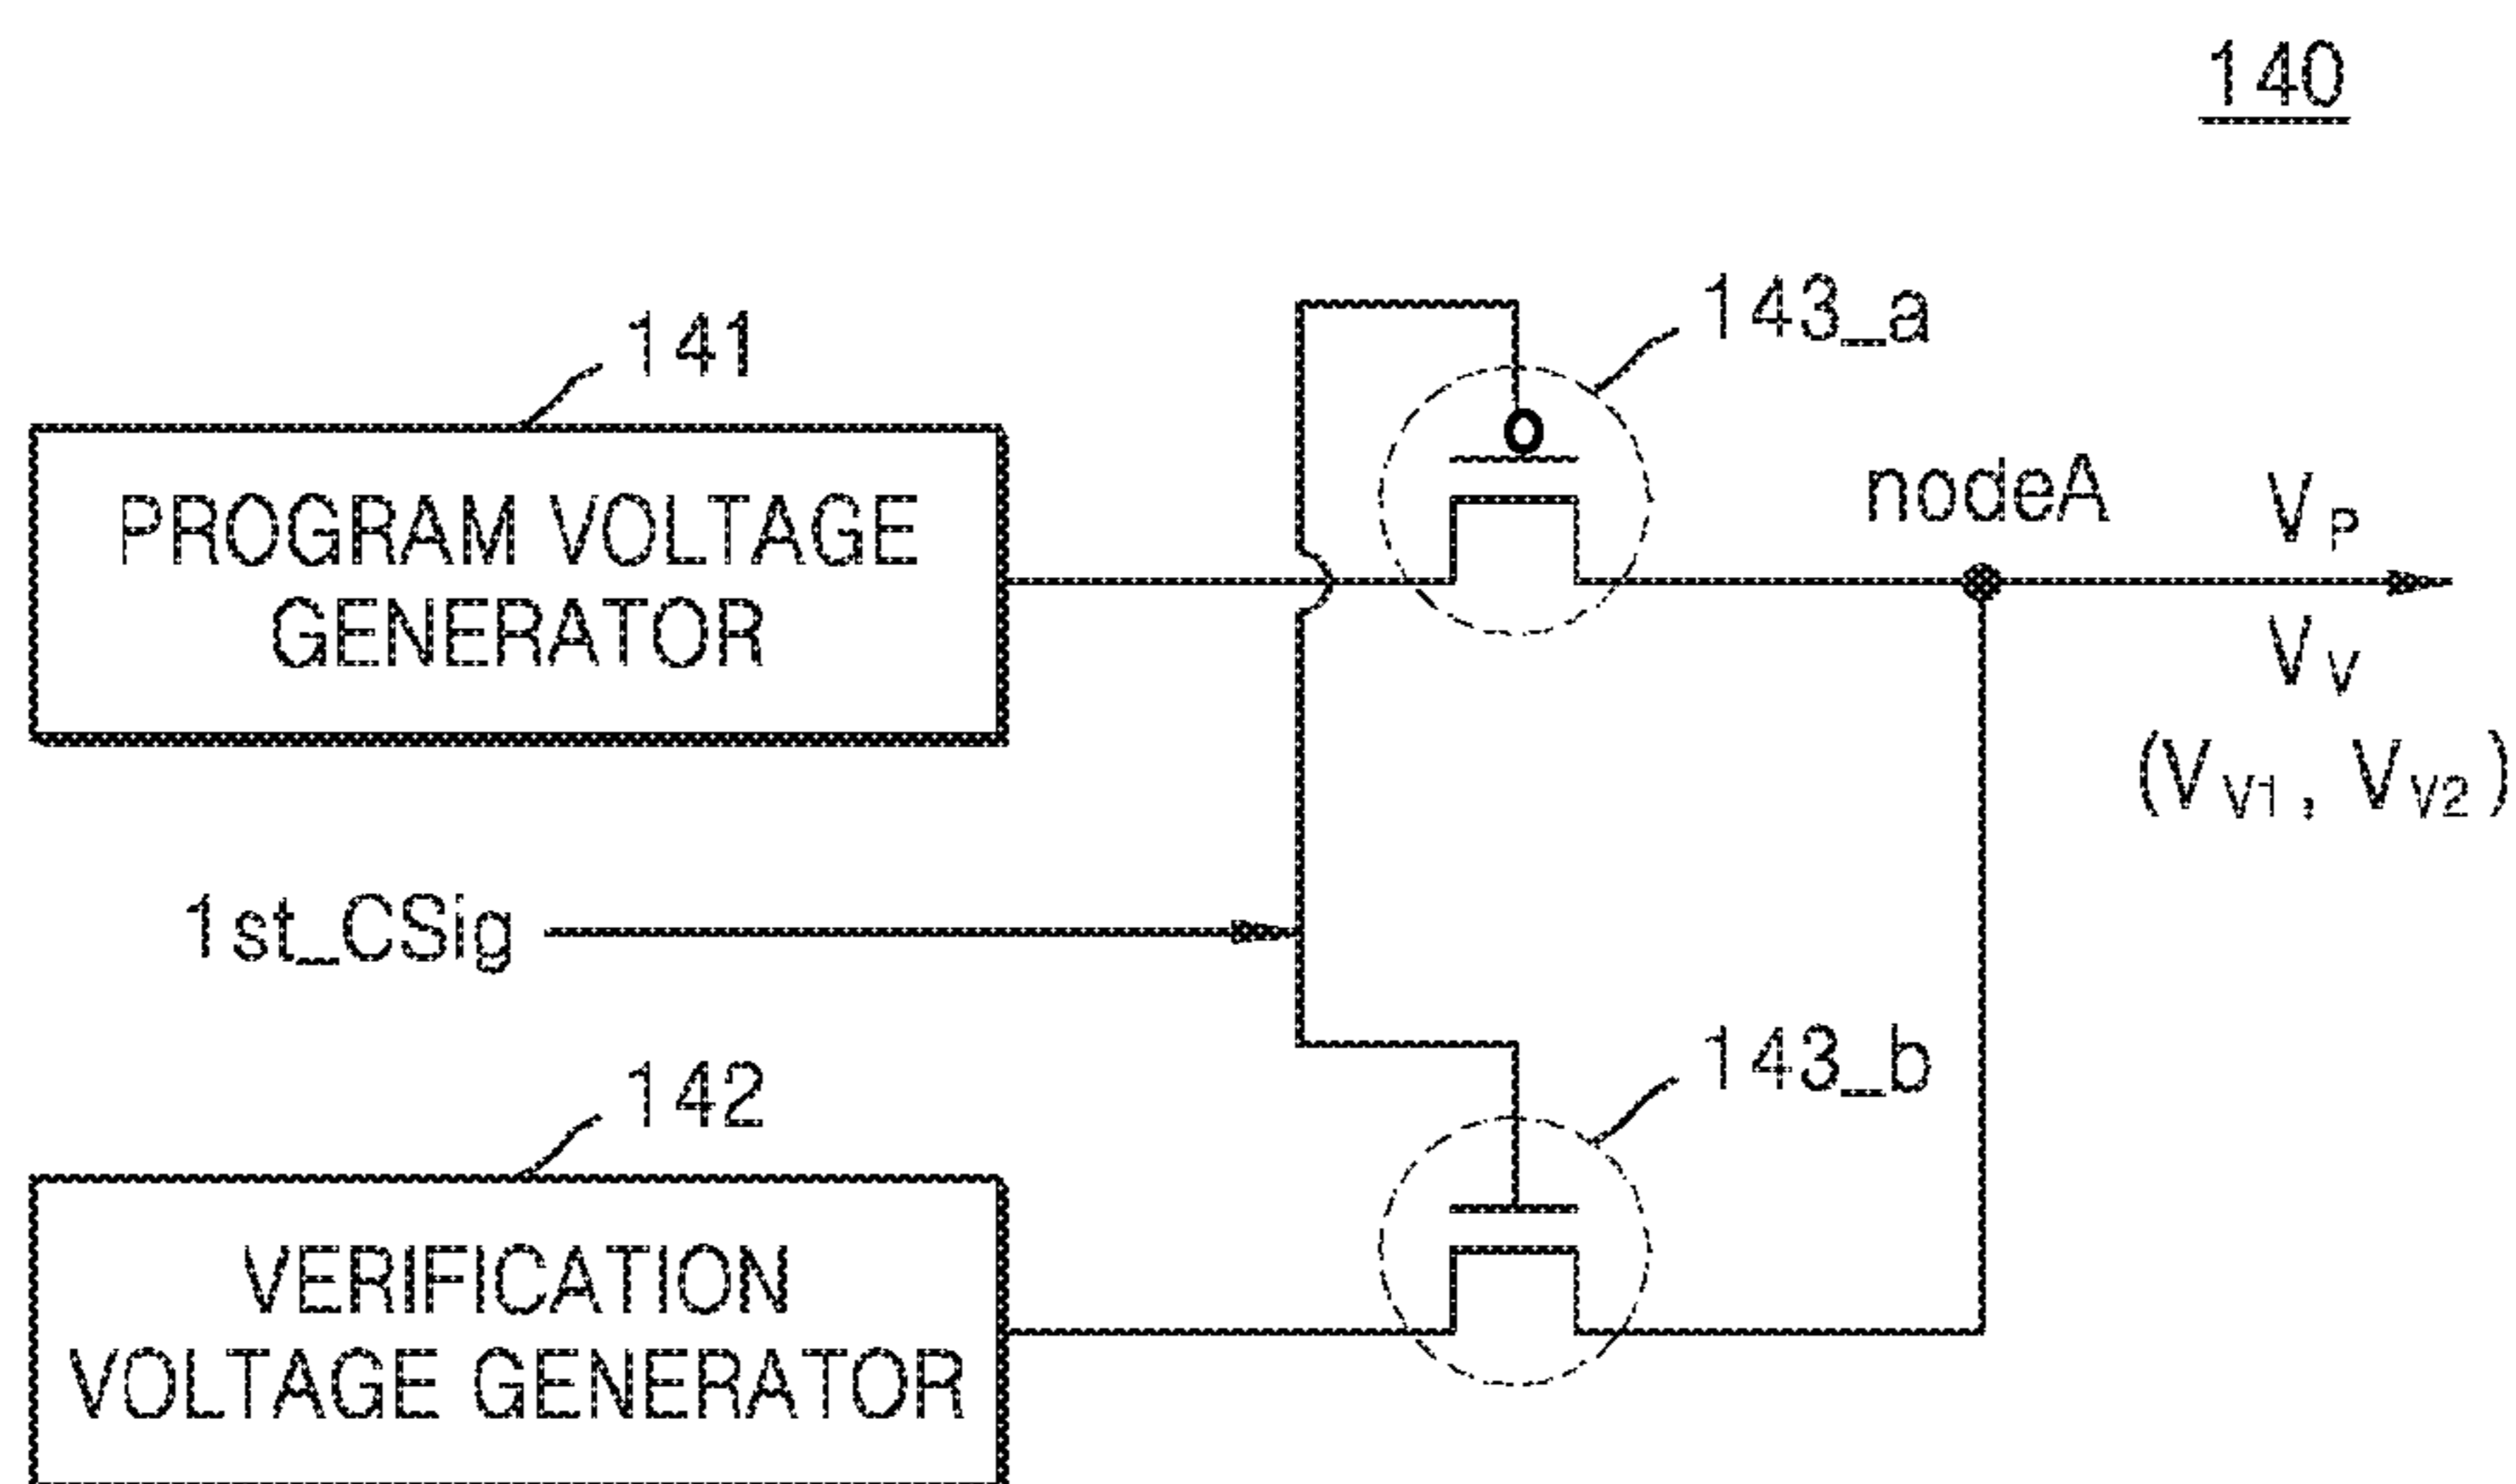 140
141
PROGRAM VOLTAGE
GENERATOR
143_a
nodeA
VP
VV
(VV1, VV2)
1st_CSig
142
VERIFICATION
VOLTAGE GENERATOR
143_b